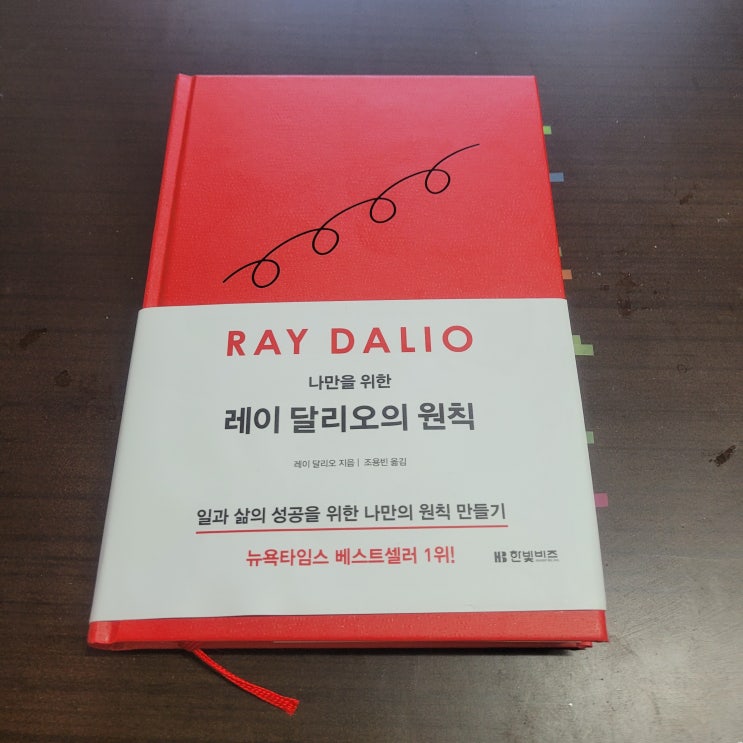 RAY DALIO
나만을 위한
레이 달리오의 원칙
레이 달리오 지음 | 조용빈 옮김
일과 삶의 성공을 위한 나만의 원칙 만들기
뉴욕타임스 베스트셀러 1위!
HB 한빛비즈